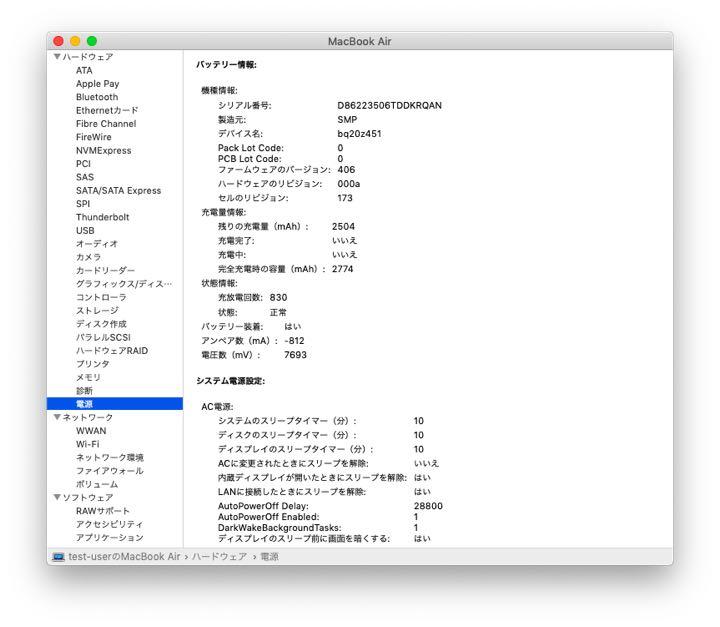 MacBook Air
▼ハードウェア
ATA
Apple Pay
Bluetooth
Ethernetカード
Fibre Channel
FireWire
NVMExpress
PCI
SAS
SATA/SATA Express
SPI
Thunderbolt
USB
オーディオ
カメラ
カードリーダー
グラフィックス/ディス…
コントローラ
ストレージ
ディスク作成
パラレルSCSI
ハードウェアRAID
プリンタ
メモリ
診断
電源
▼ネットワーク
WWAN
Wi-Fi
ネットワーク環境
ファイアウォール
ボリューム
▼ソフトウェア
RAWサポート
アクセシビリティ
アプリケーション
バッテリー情報:
機種情報:
シリアル番号: D86223506TDDKRQAN
製造元: SMP
デバイス名: bq20z451
Pack Lot Code: 0
PCB Lot Code: 0
ファームウェアのバージョン: 406
ハードウェアのリビジョン: 000a
セルのリビジョン: 173
充電量情報:
残りの充電量（mAh）: 2504
充電完了: いいえ
充電中: いいえ
完全充電時の容量（mAh）: 2774
状態情報:
充放電回数: 830
状態: 正常
バッテリー装着: はい
アンペア数（mA）: -812
電圧数（mV）: 7693
システム電源設定:
AC電源:
システムのスリープタイマー（分）: 10
ディスクのスリープタイマー（分）: 10
ディスプレイのスリープタイマー（分）: 10
ACに変更されたときにスリープを解除: いいえ
内蔵ディスプレイが開いたときにスリープを解除: はい
LANに接続したときにスリープを解除: はい
AutoPowerOff Delay: 28800
AutoPowerOff Enabled: 1
DarkWakeBackgroundTasks: 1
ディスプレイのスリープ前に画面を暗くする: はい
test-userのMacBook Air › ハードウェア › 電源